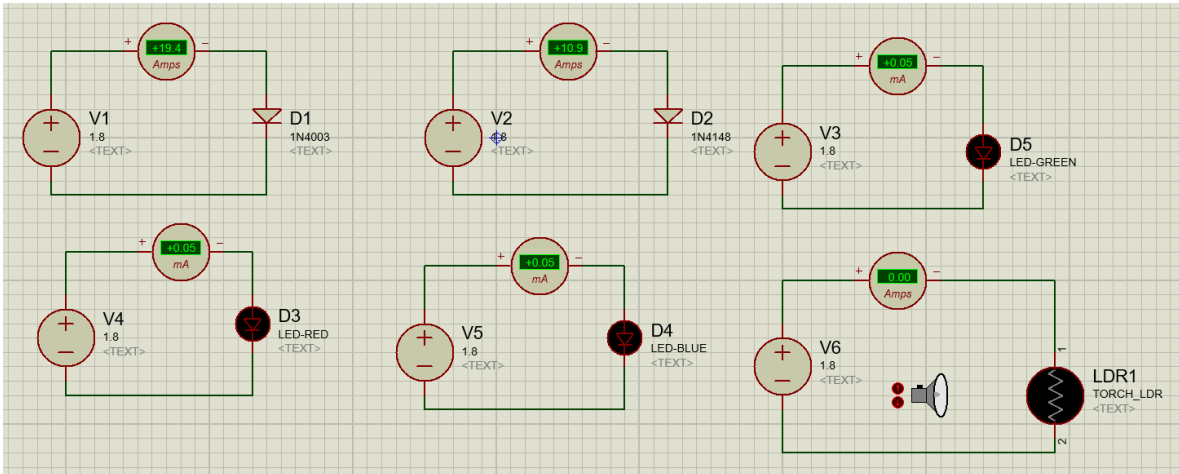 + +19.4 −
Amps
V1
1.8
<TEXT>
D1
1N4003
<TEXT>
+ +10.9 −
Amps
V2
1.8
<TEXT>
D2
1N4148
<TEXT>
+ +0.05 −
mA
V3
1.8
<TEXT>
D5
LED-GREEN
<TEXT>
+ +0.05 −
mA
V4
1.8
<TEXT>
D3
LED-RED
<TEXT>
+ +0.05 −
mA
V5
1.8
<TEXT>
D4
LED-BLUE
<TEXT>
+ 0.00 −
Amps
V6
1.8
<TEXT>
1
LDR1
TORCH_LDR
<TEXT>
2